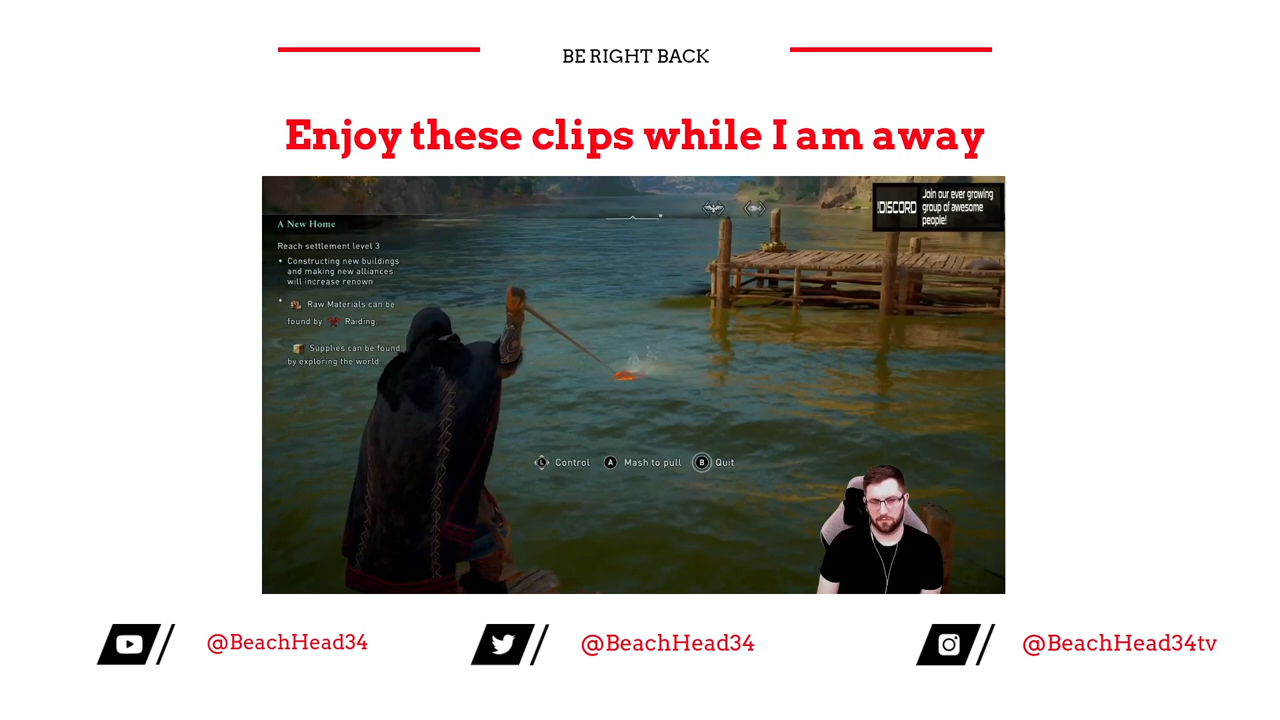 BE RIGHT BACK
Enjoy these clips while I am away
!DISCORD
Join our ever growing
group of awesome
people!
A New Home
Reach settlement level 3
• Constructing new buildings
and making new alliances
will increase renown
• Raw Materials can be
found by Raiding
Supplies can be found
by exploring the world
L Control A Mash to pull B Quit
@BeachHead34
@BeachHead34
@BeachHead34tv